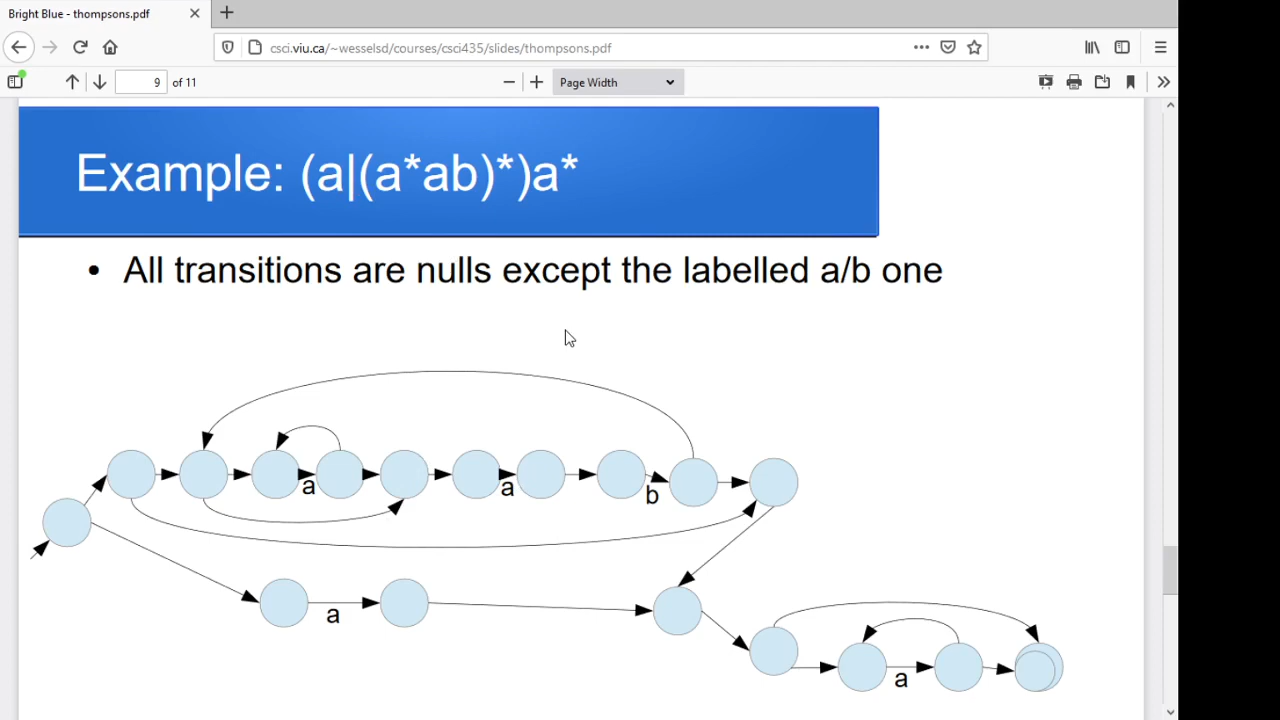 Bright Blue - thompsons.pdf
csci.viu.ca/~wesselsd/courses/csci435/slides/thompsons.pdf
9 of 11
Page Width
Example: (a|(a*ab)*)a*
• All transitions are nulls except the labelled a/b one
a
a
b
a
a